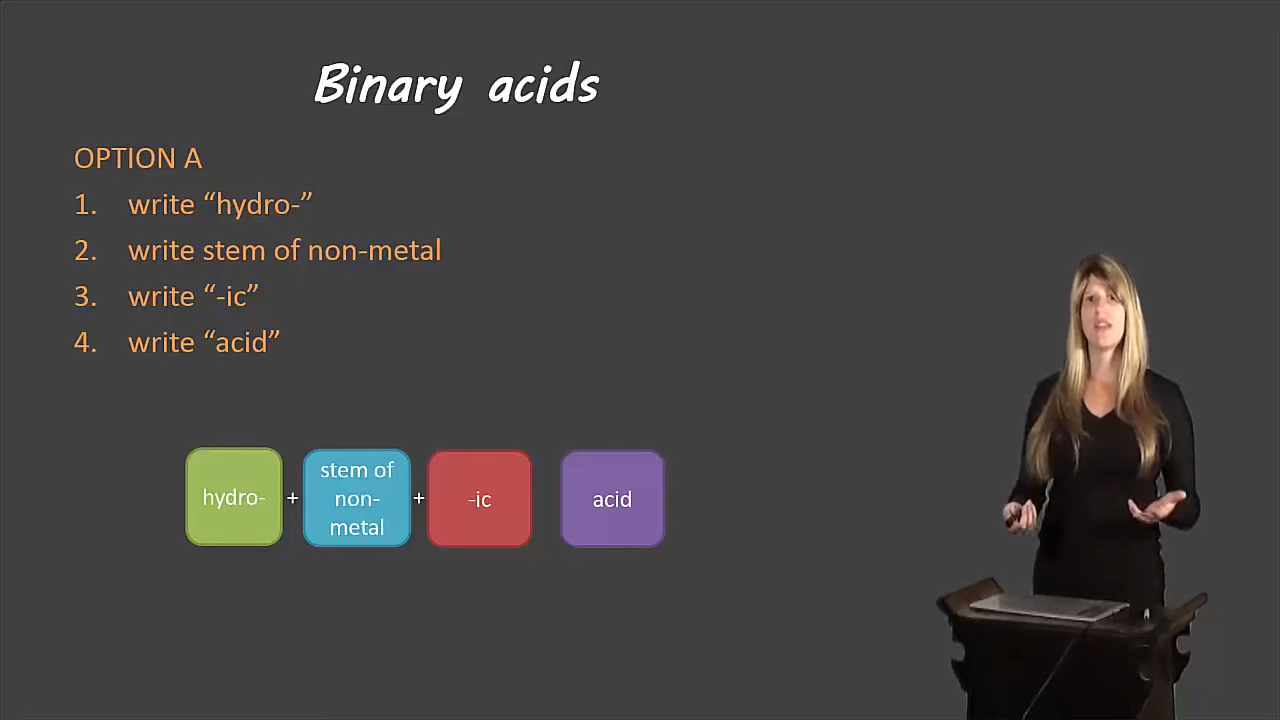 Binary acids
OPTION A
1. write “hydro-”
2. write stem of non-metal
3. write “-ic”
4. write “acid”
hydro- + stem of non-metal + -ic acid